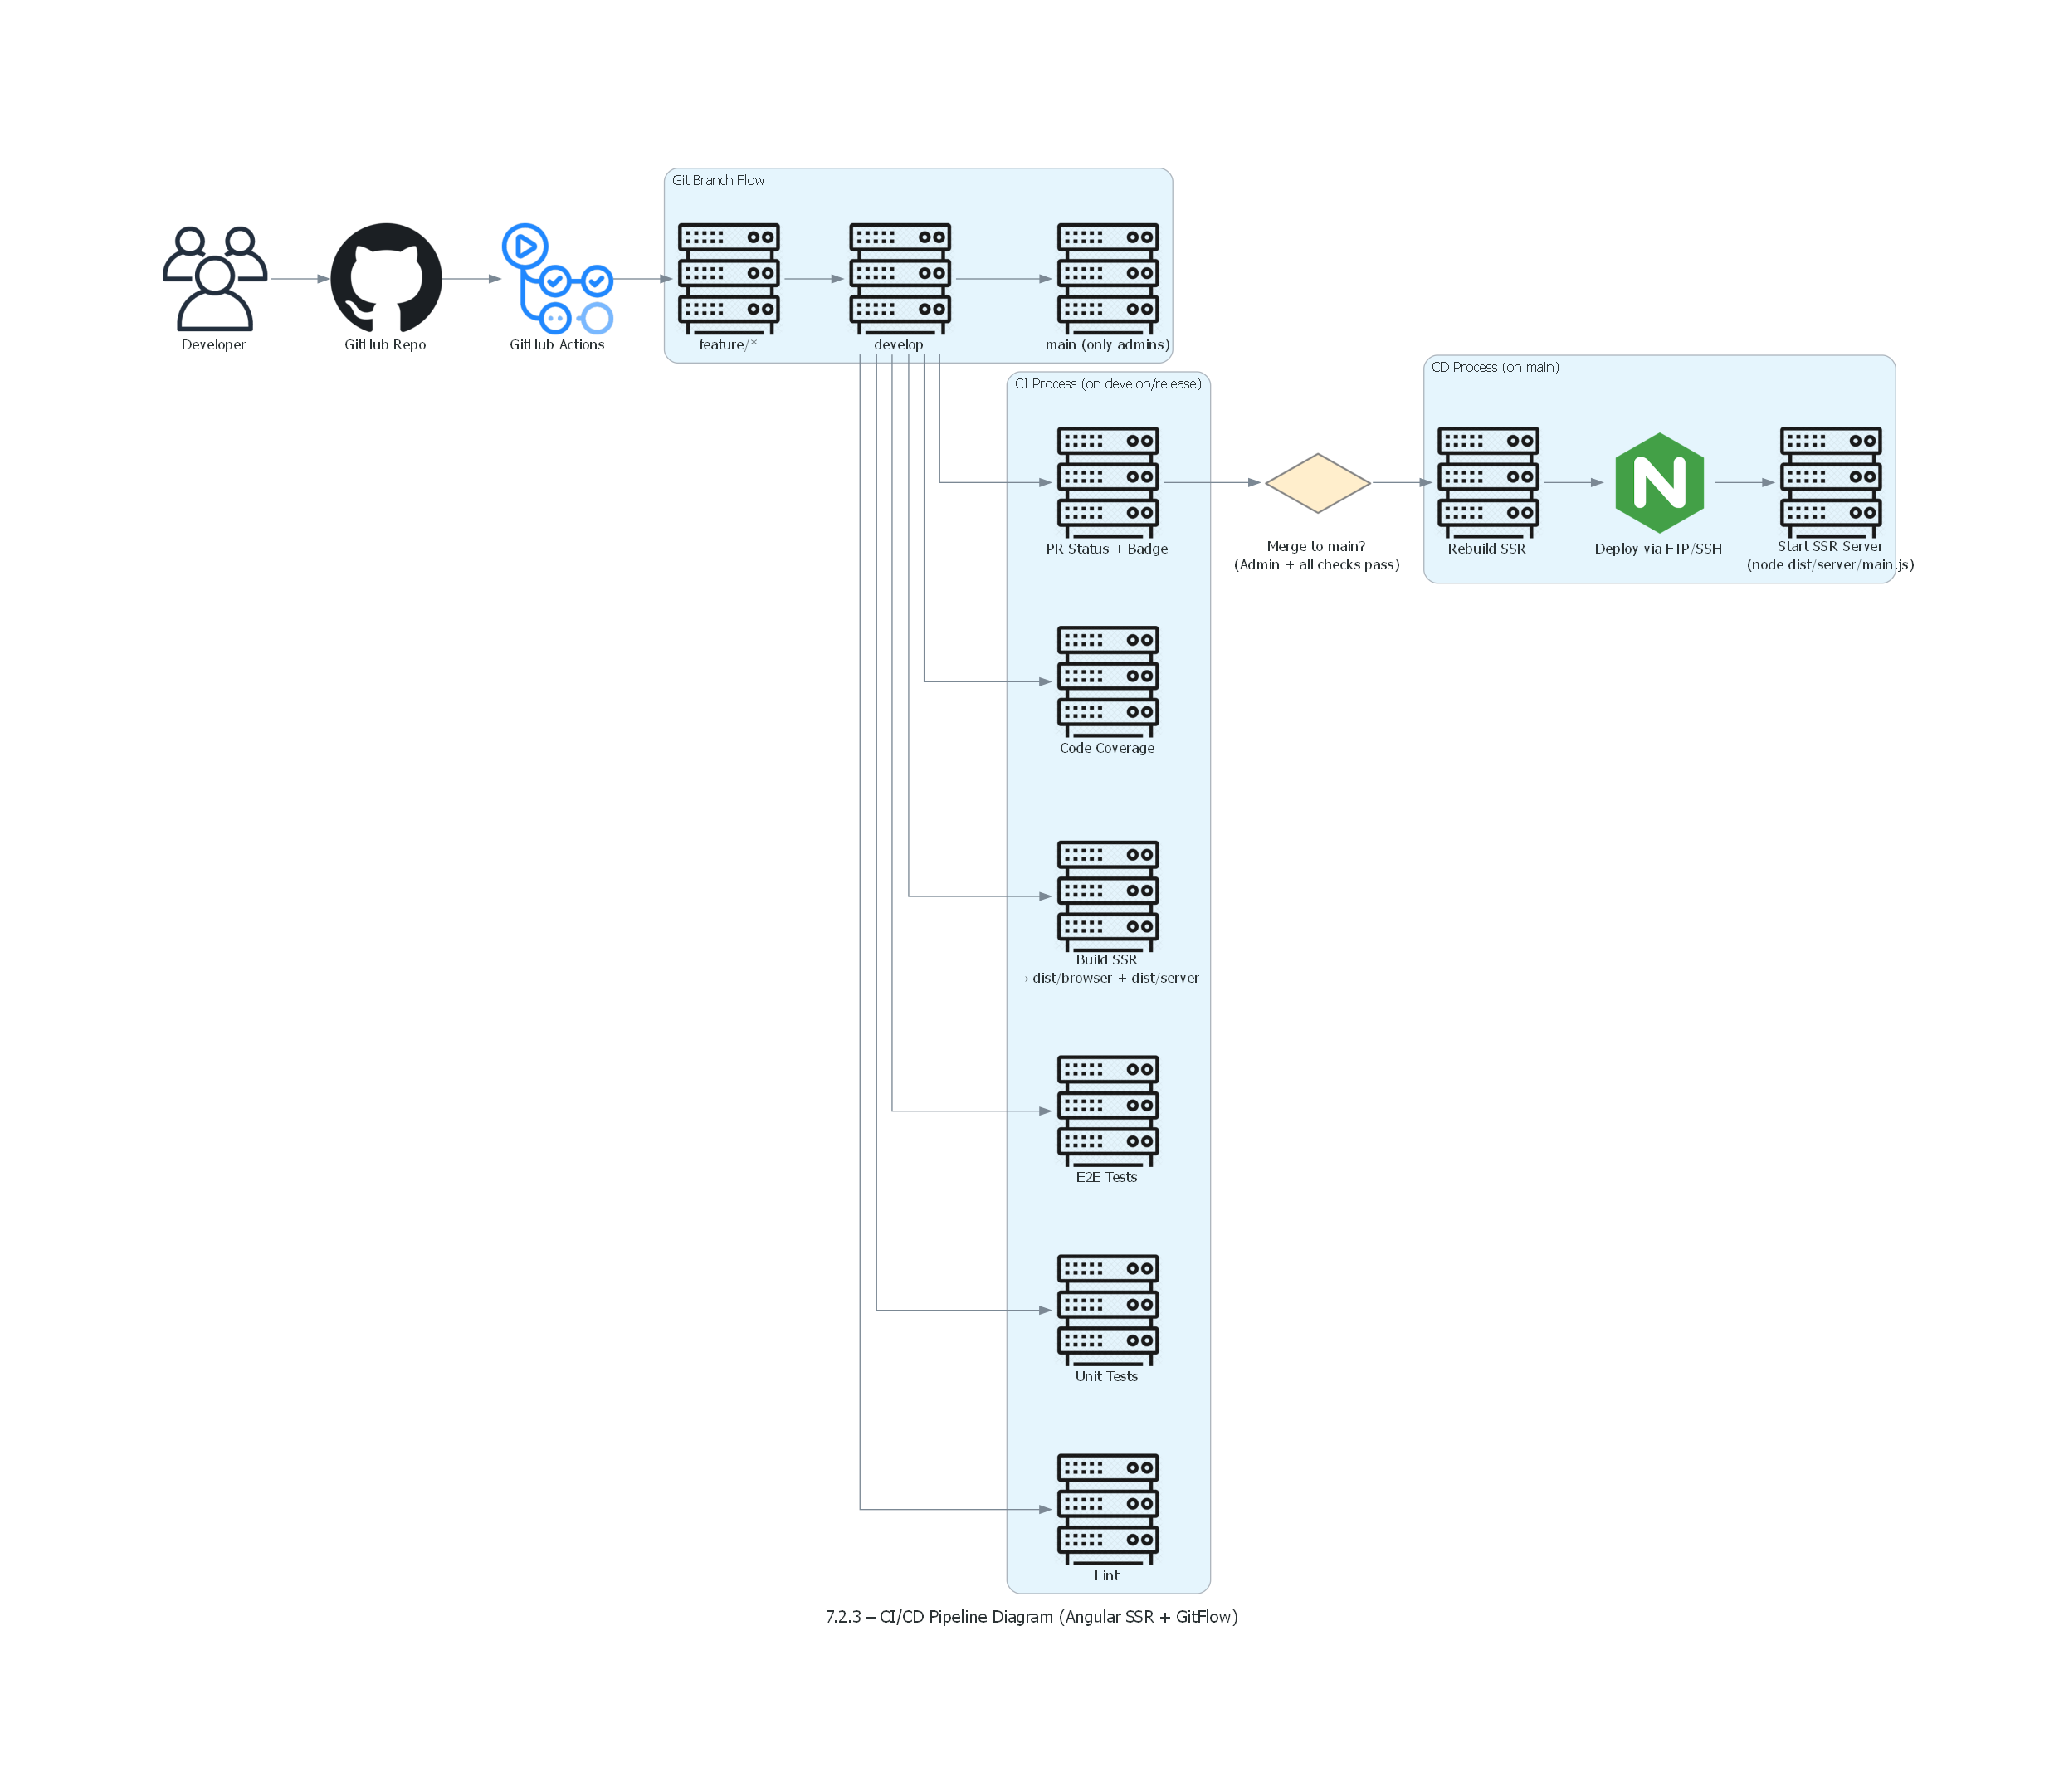 Git Branch Flow
Developer
GitHub Repo
GitHub Actions
feature/*
develop
main (only admins)
CI Process (on develop/release)
CD Process (on main)
PR Status + Badge
Merge to main?
(Admin + all checks pass)
Rebuild SSR
Deploy via FTP/SSH
Start SSR Server
(node dist/server/main.js)
Code Coverage
Build SSR
→ dist/browser + dist/server
E2E Tests
Unit Tests
Lint
7.2.3 – CI/CD Pipeline Diagram (Angular SSR + GitFlow)